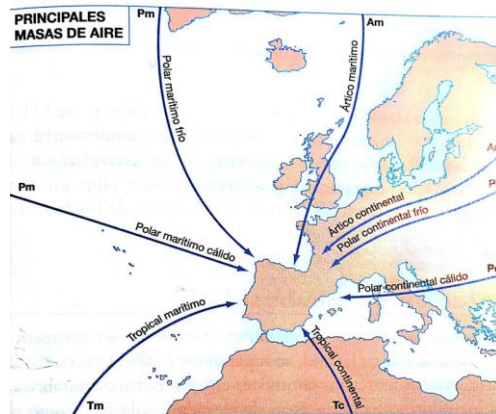 PRINCIPALES
MASAS DE AIRE
Pm
Am
Polar marítimo frío
Ártico marítimo
Pm
Polar marítimo cálido
Ártico continental
Polar continental frío
Polar continental cálido
Tropical marítimo
Tropical continental
Tm
Tc